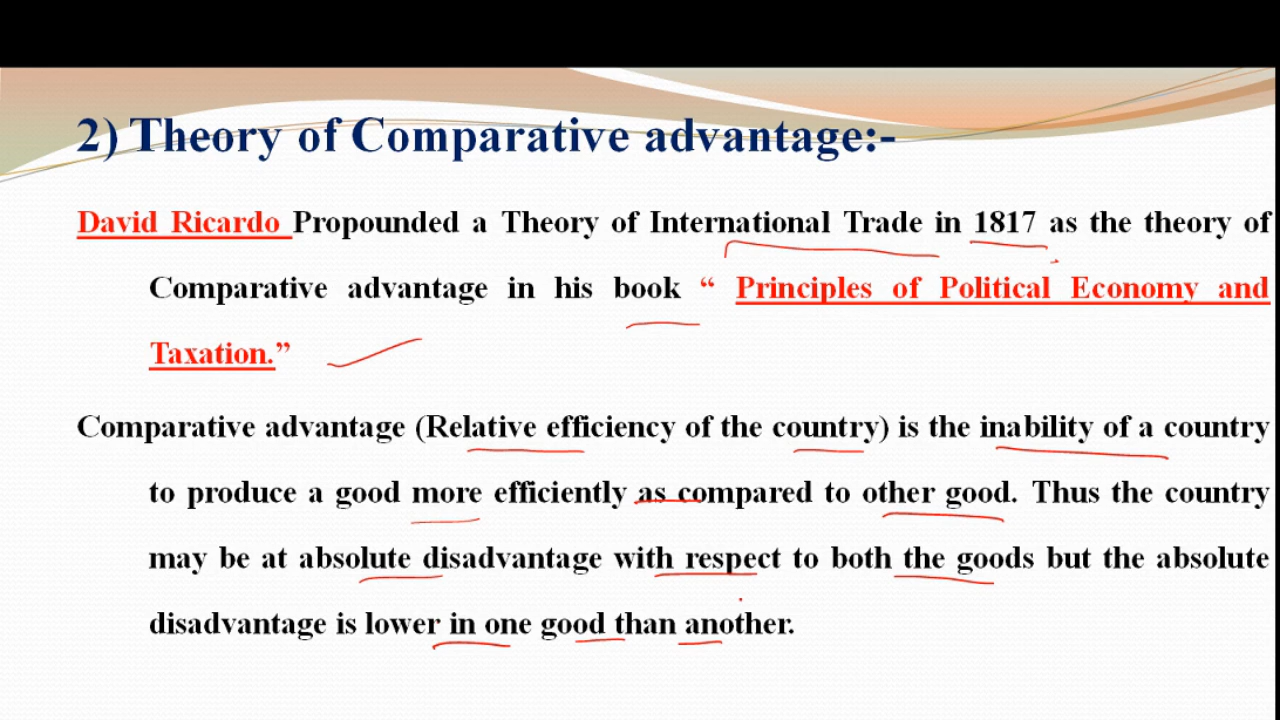 2) Theory of Comparative advantage:-
David Ricardo Propounded a Theory of International Trade in 1817 as the theory of
Comparative advantage in his book “ Principles of Political Economy and
Taxation.”
Comparative advantage (Relative efficiency of the country) is the inability of a country
to produce a good more efficiently as compared to other good. Thus the country
may be at absolute disadvantage with respect to both the goods but the absolute
disadvantage is lower in one good than another.